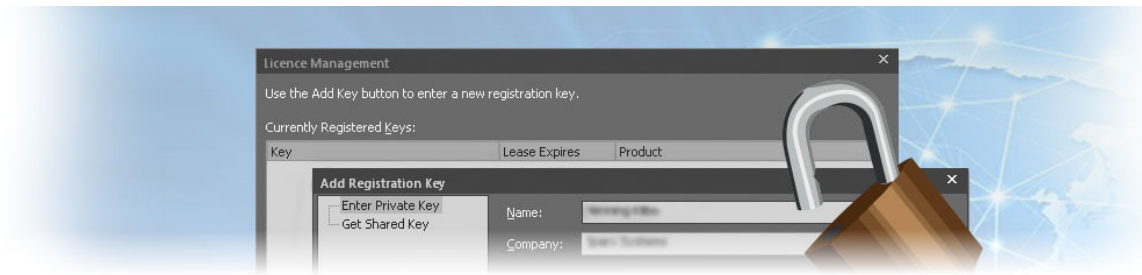 Licence Management
Use the Add Key button to enter a new registration key.
Currently Registered Keys:
Key Lease Expires Product
Add Registration Key
Enter Private Key
Get Shared Key
Name:
Company: